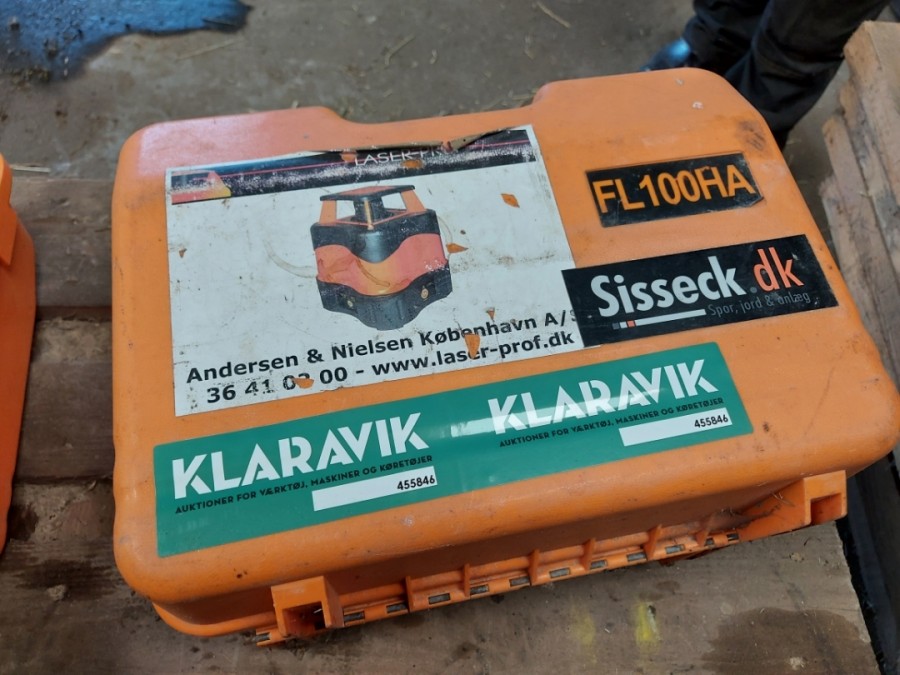 LASER
FL100HA
Sisseck.dk
Spor, jord & anlæg
Andersen & Nielsen København A/
36 41 02 00 - www.laser-prof.dk
KLARAVIK
AUKTIONER FOR VÆRKTØJ, MASKINER OG KØRETØJER
455846
KLARAVIK
AUKTIONER FOR VÆRKTØJ, MASKINER OG KØRETØJER
455846